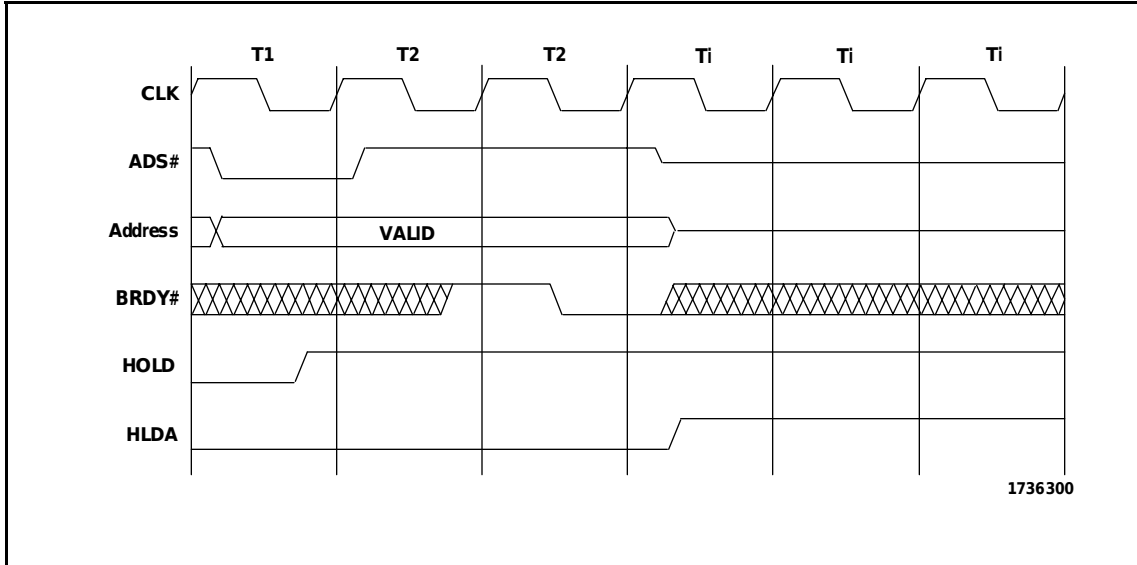 T1 T2 T2 Ti Ti Ti
CLK
ADS#
Address VALID
BRDY#
HOLD
HLDA
1736300